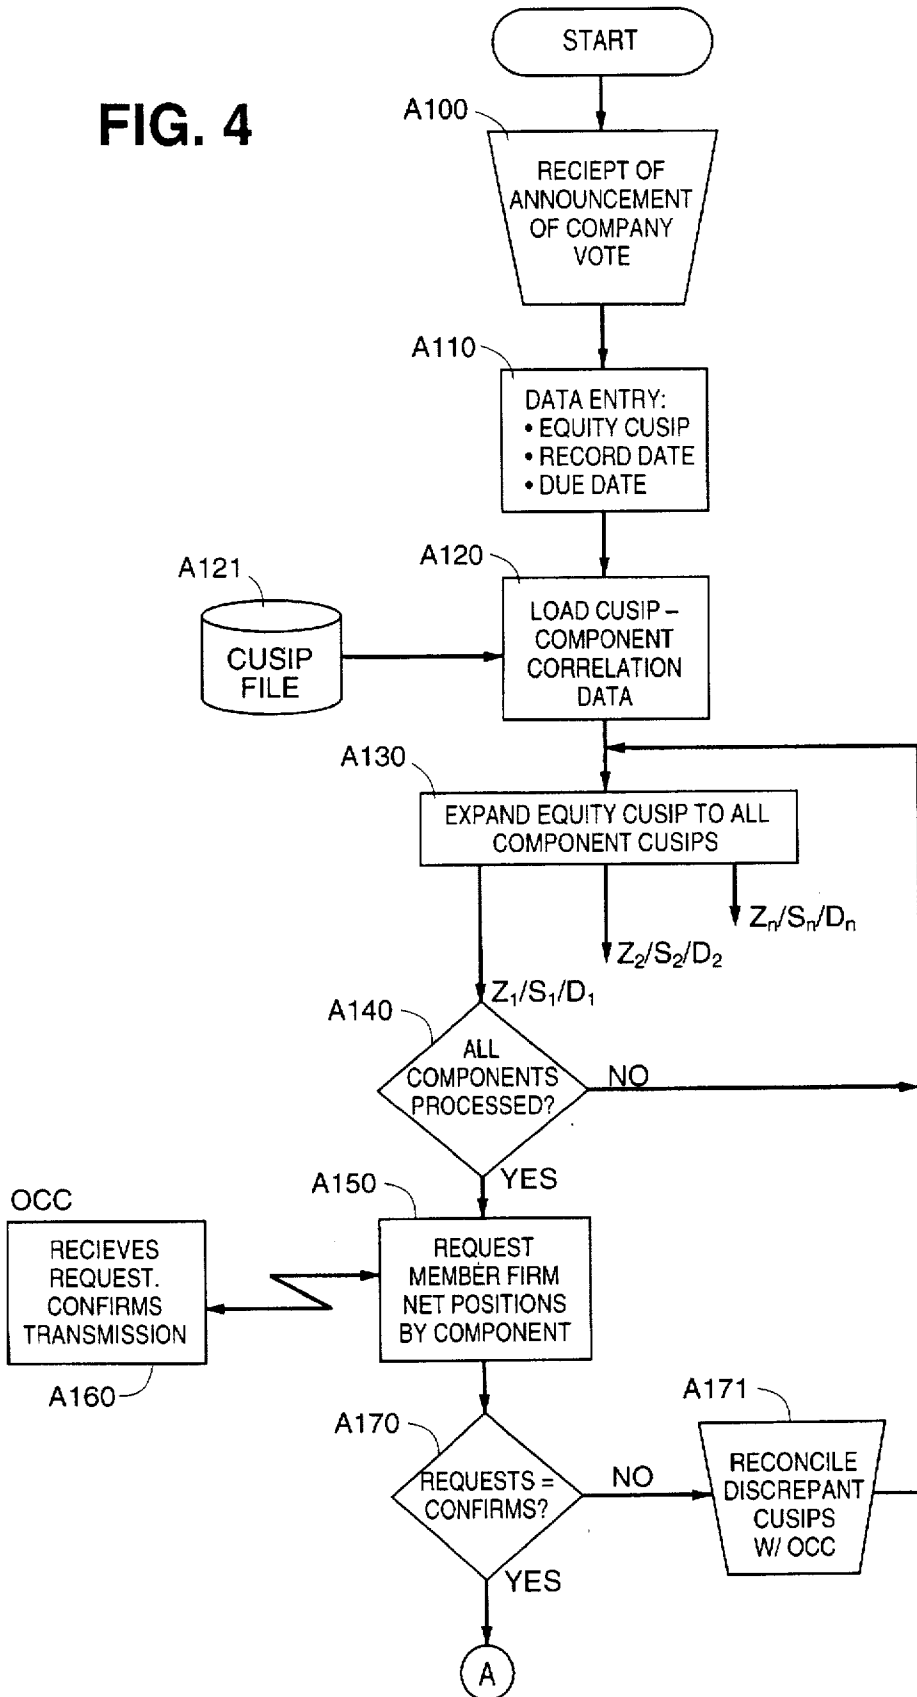 START
FIG. 4
A100
RECIEPT OF
ANNOUNCEMENT
OF COMPANY
VOTE
A110
DATA ENTRY:
• EQUITY CUSIP
• RECORD DATE
• DUE DATE
A120
A121
CUSIP
FILE
LOAD CUSIP –
COMPONENT
CORRELATION
DATA
A130
EXPAND EQUITY CUSIP TO ALL
COMPONENT CUSIPS
Zn/Sn/Dn
Z2/S2/D2
Z1/S1/D1
A140
ALL
COMPONENTS
PROCESSED?
NO
YES
A150
OCC
RECIEVES
REQUEST.
CONFIRMS
TRANSMISSION
A160
REQUEST
MEMBER FIRM
NET POSITIONS
BY COMPONENT
A170
REQUESTS =
CONFIRMS?
NO
A171
RECONCILE
DISCREPANT
CUSIPS
W/ OCC
YES
A